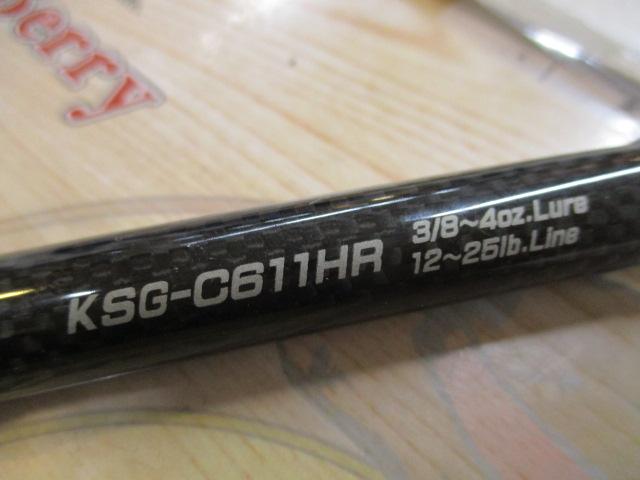 berry
KSG-C611HR
3/8~4oz.Lure
12~25lb.Line